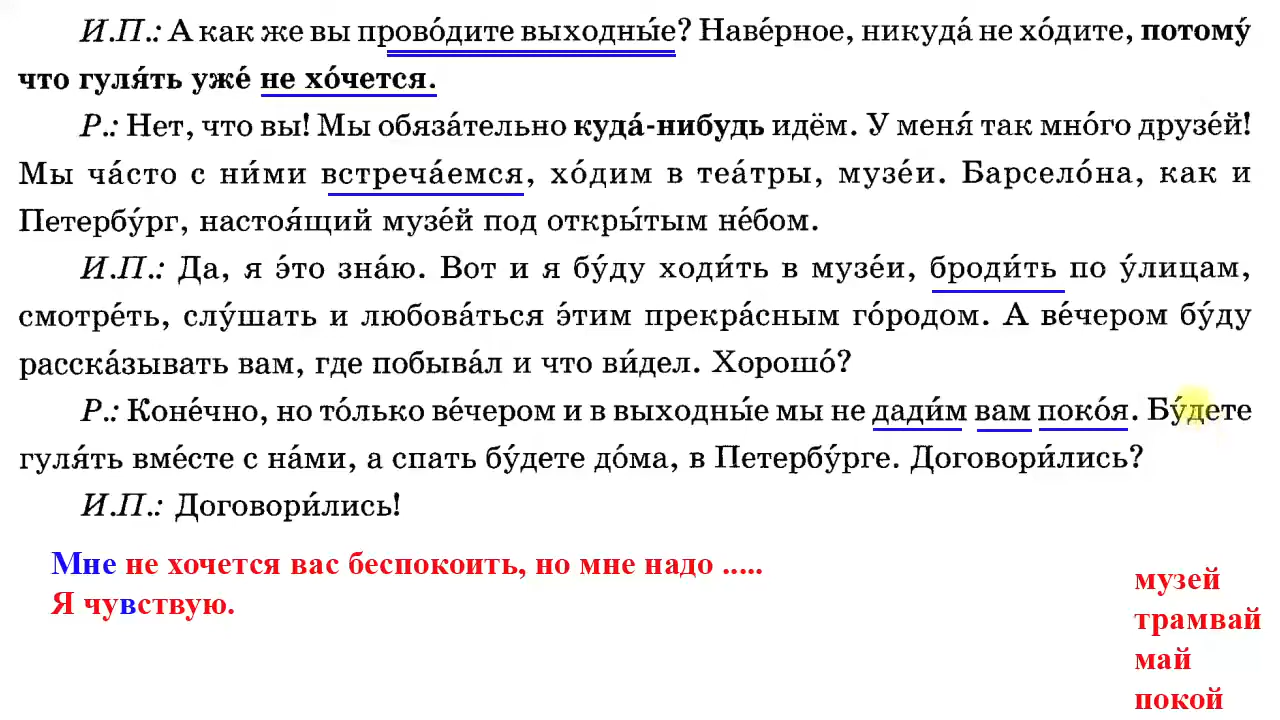 И.П.: А как же вы прово́дите выходны́е? Наве́рное, никуда́ не хо́дите, потому́
что гуля́ть уже́ не хо́чется.
Р.: Нет, что вы! Мы обяза́тельно куда́-нибудь идём. У меня́ так мно́го друзе́й!
Мы ча́сто с ни́ми встреча́емся, хо́дим в теа́тры, музе́и. Барсело́на, как и
Петербу́рг, настоя́щий музе́й под откры́тым не́бом.
И.П.: Да, я э́то зна́ю. Вот и я бу́ду ходи́ть в музе́и, броди́ть по у́лицам,
смотре́ть, слу́шать и любова́ться э́тим прекра́сным го́родом. А ве́чером бу́ду
расска́зывать вам, где побыва́л и что ви́дел. Хорошо́?
Р.: Коне́чно, но то́лько ве́чером и в выходны́е мы не дади́м вам поко́я. Бу́дете
гуля́ть вме́сте с на́ми, а спать бу́дете до́ма, в Петербу́рге. Договори́лись?
И.П.: Договори́лись!
Мне не хочется вас беспокоить, но мне надо .....
Я чувствую.
музей
трамвай
май
покой